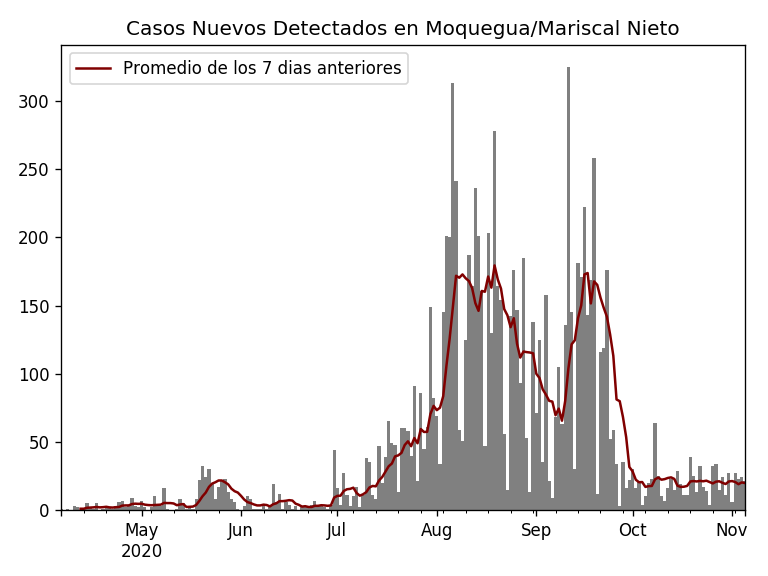 Casos Nuevos Detectados en Moquegua/Mariscal Nieto
Promedio de los 7 dias anteriores
300
250
200
150
100
50
0
May Jun Jul Aug Sep Oct Nov
2020